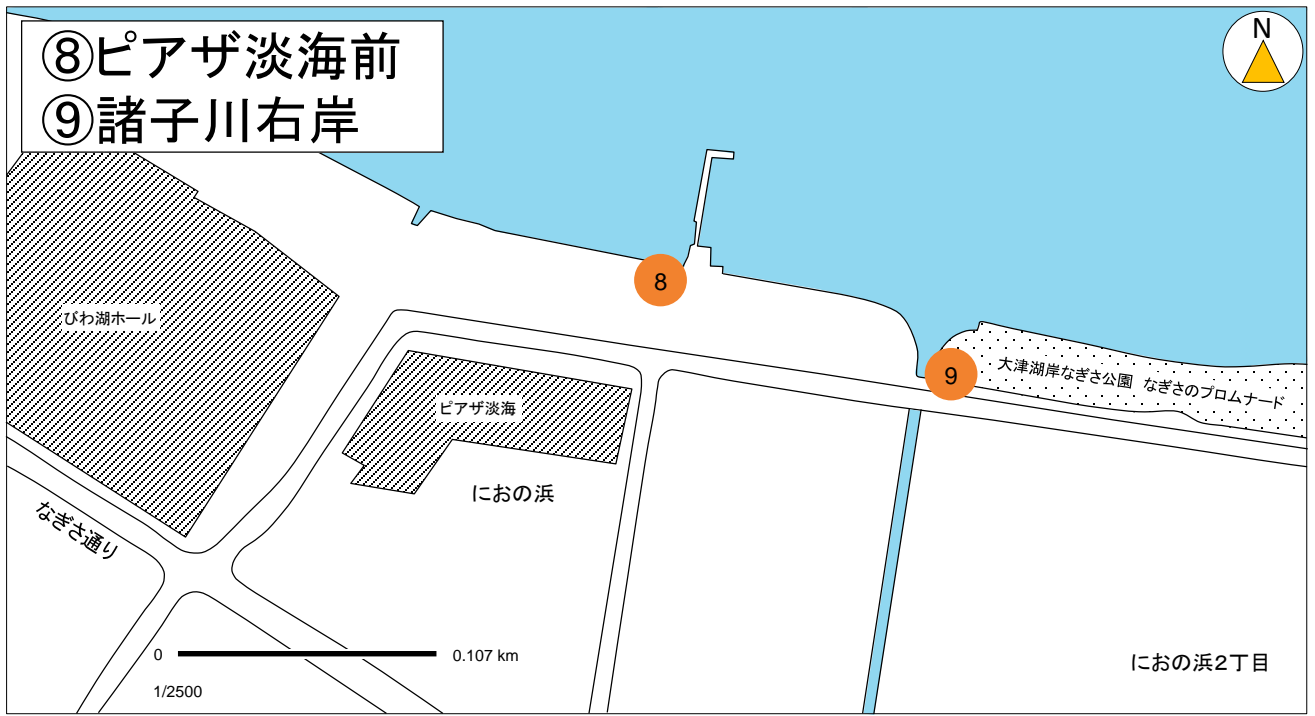 ⑧ピアザ淡海前
⑨諸子川右岸
N
8
びわ湖ホール
9
大津湖岸なぎさ公園 なぎさのプロムナード
ピアザ淡海
におの浜
なぎさ通り
0 0.107 km
1/2500
におの浜2丁目